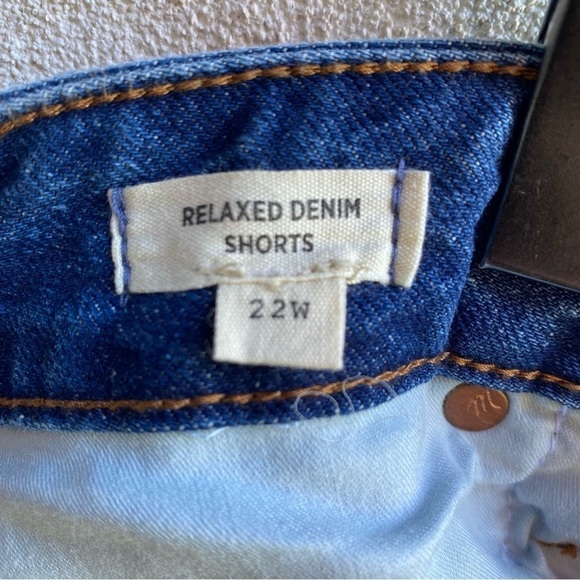 RELAXED DENIM
SHORTS
22W
m